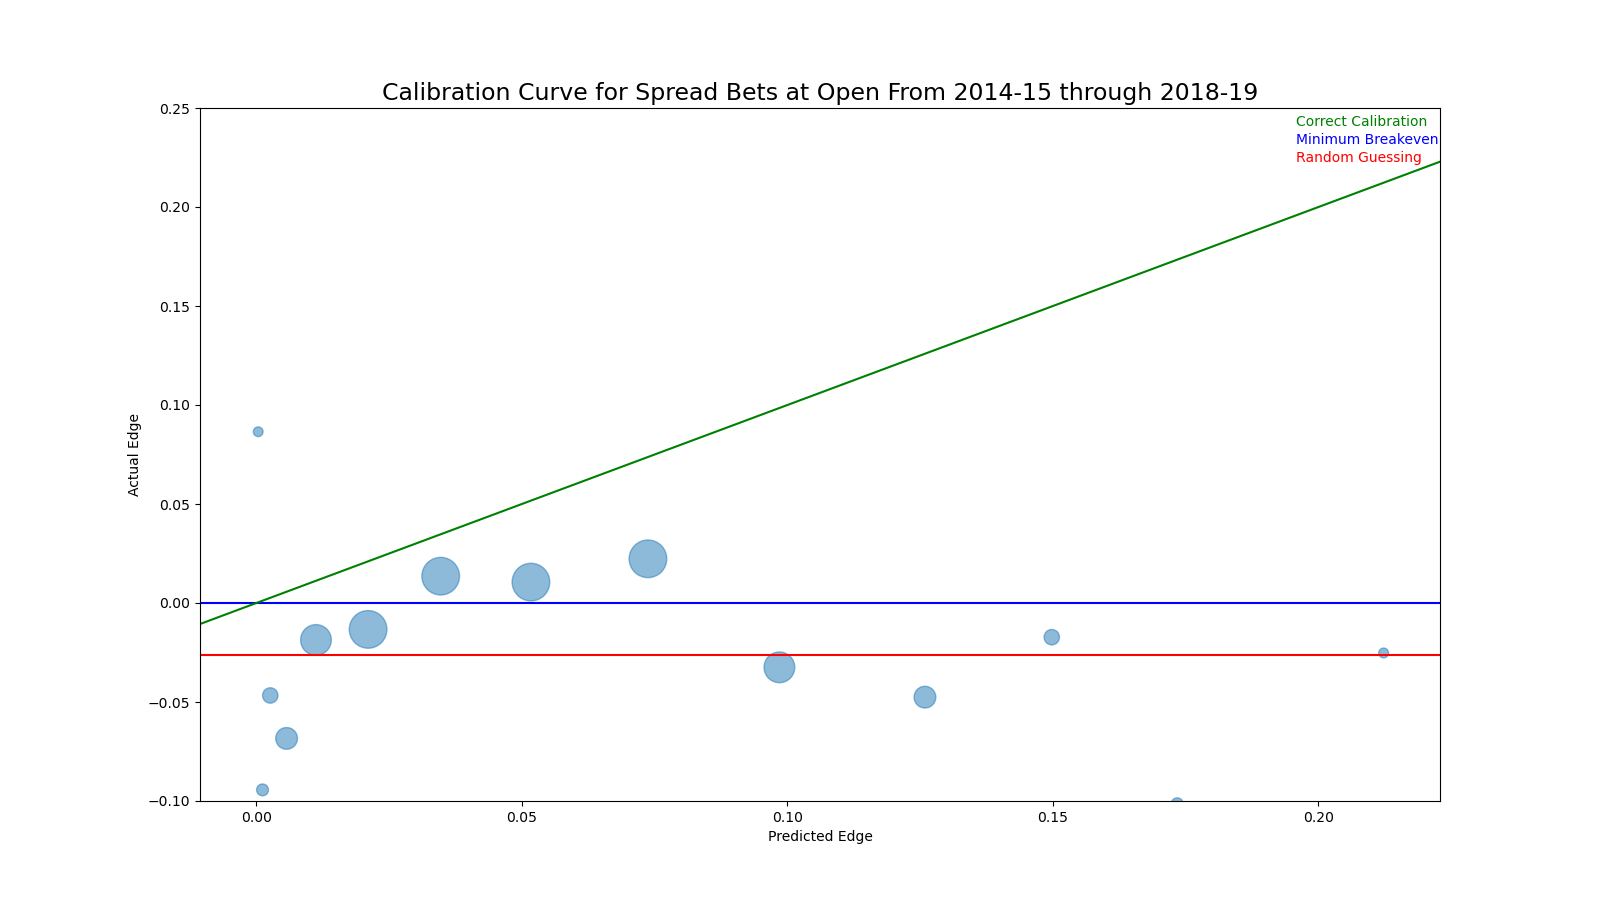 Calibration Curve for Spread Bets at Open From 2014-15 through 2018-19
0.25
Correct Calibration
Minimum Breakeven
Random Guessing
0.20
0.15
0.10
0.05
0.00
−0.05
−0.10
Actual Edge
0.00 0.05 0.10 0.15 0.20
Predicted Edge